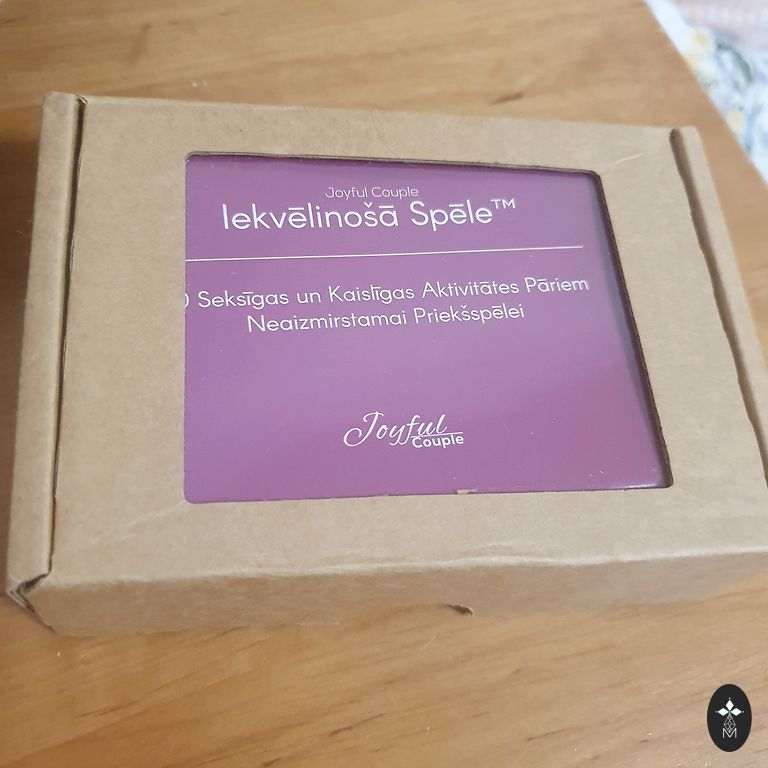 Joyful Couple
Iekvēlinošā Spēle™
Seksīgas un Kaislīgas Aktivitātes Pāriem
Neaizmirstamai Priekšspēlei
Joyful
Couple
M